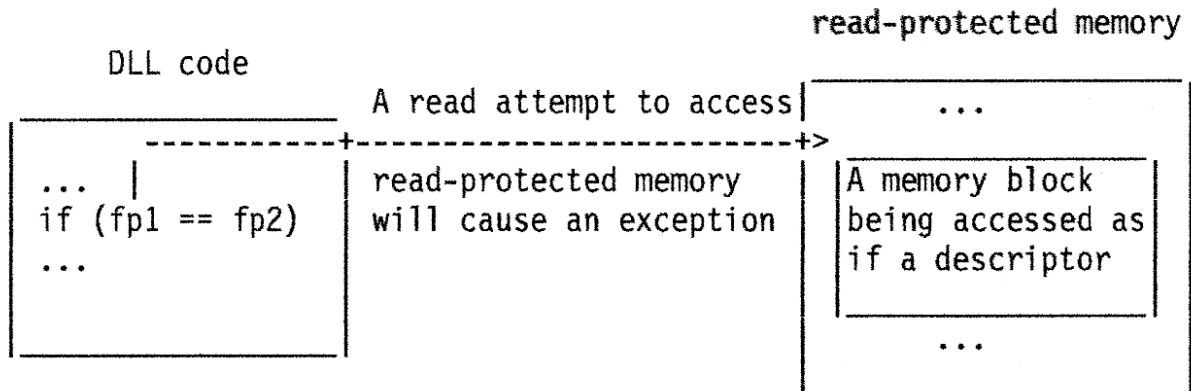 read-protected memory
DLL code
A read attempt to access
...
----------+-------------------------+>
... |
if (fp1 == fp2)
...
read-protected memory
will cause an exception
A memory block
being accessed as
if a descriptor
...